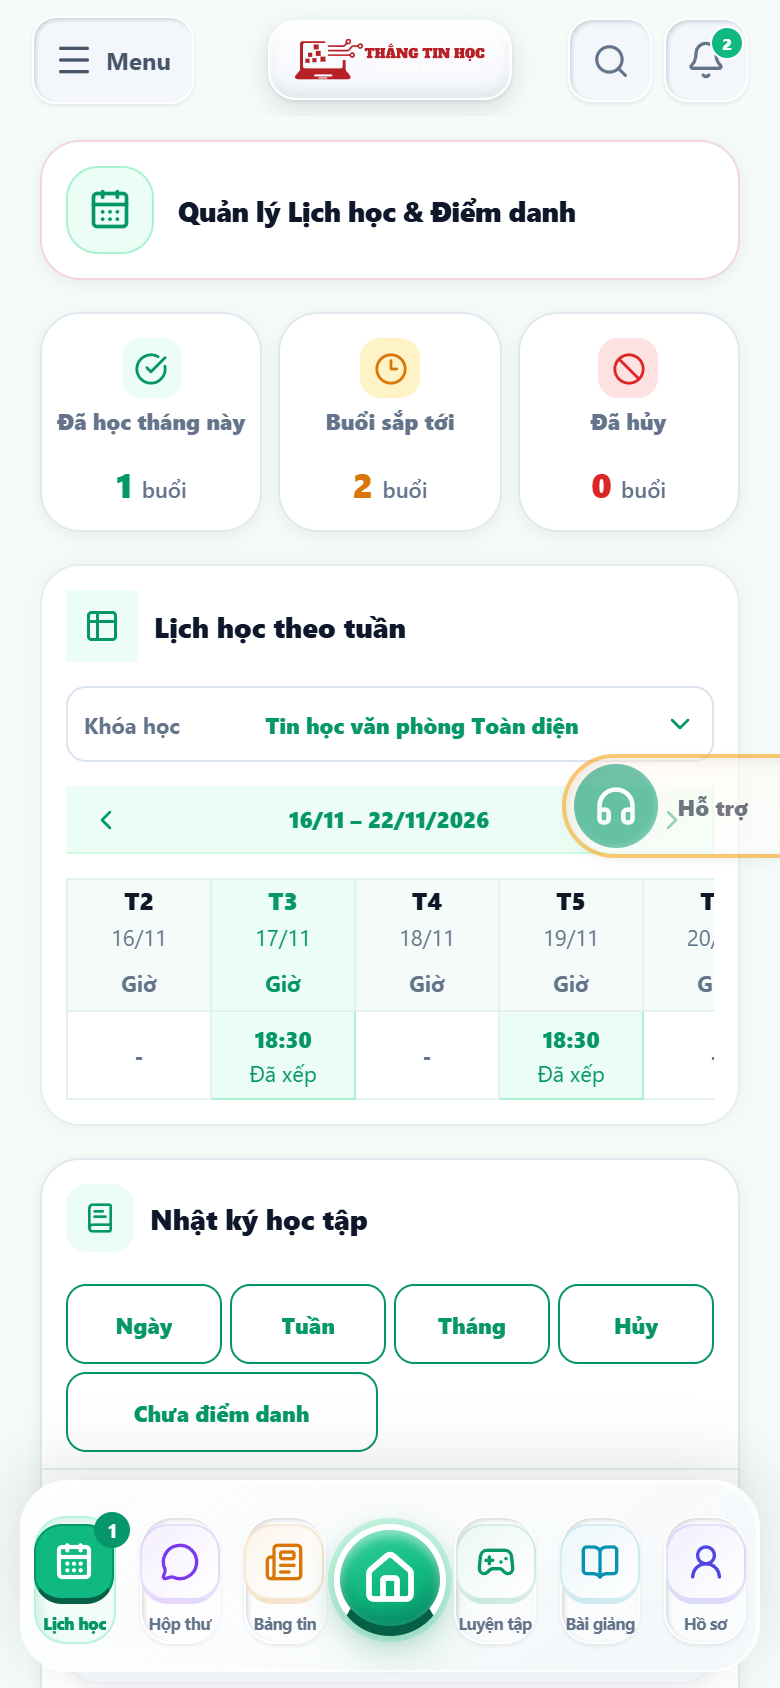 Menu
THẮNG TIN HỌC
2
Quản lý Lịch học & Điểm danh
Đã học tháng này
1 buổi
Buổi sắp tới
2 buổi
Đã hủy
0 buổi
Lịch học theo tuần
Khóa học
Tin học văn phòng Toàn diện
16/11 – 22/11/2026
Hỗ trợ
T2 T3 T4 T5 T
16/11 17/11 18/11 19/11 20/
Giờ Giờ Giờ Giờ G
- 18:30 - 18:30 -
Đã xếp Đã xếp
Nhật ký học tập
Ngày Tuần Tháng Hủy
Chưa điểm danh
1
Lịch học Hộp thư Bảng tin Luyện tập Bài giảng Hồ sơ